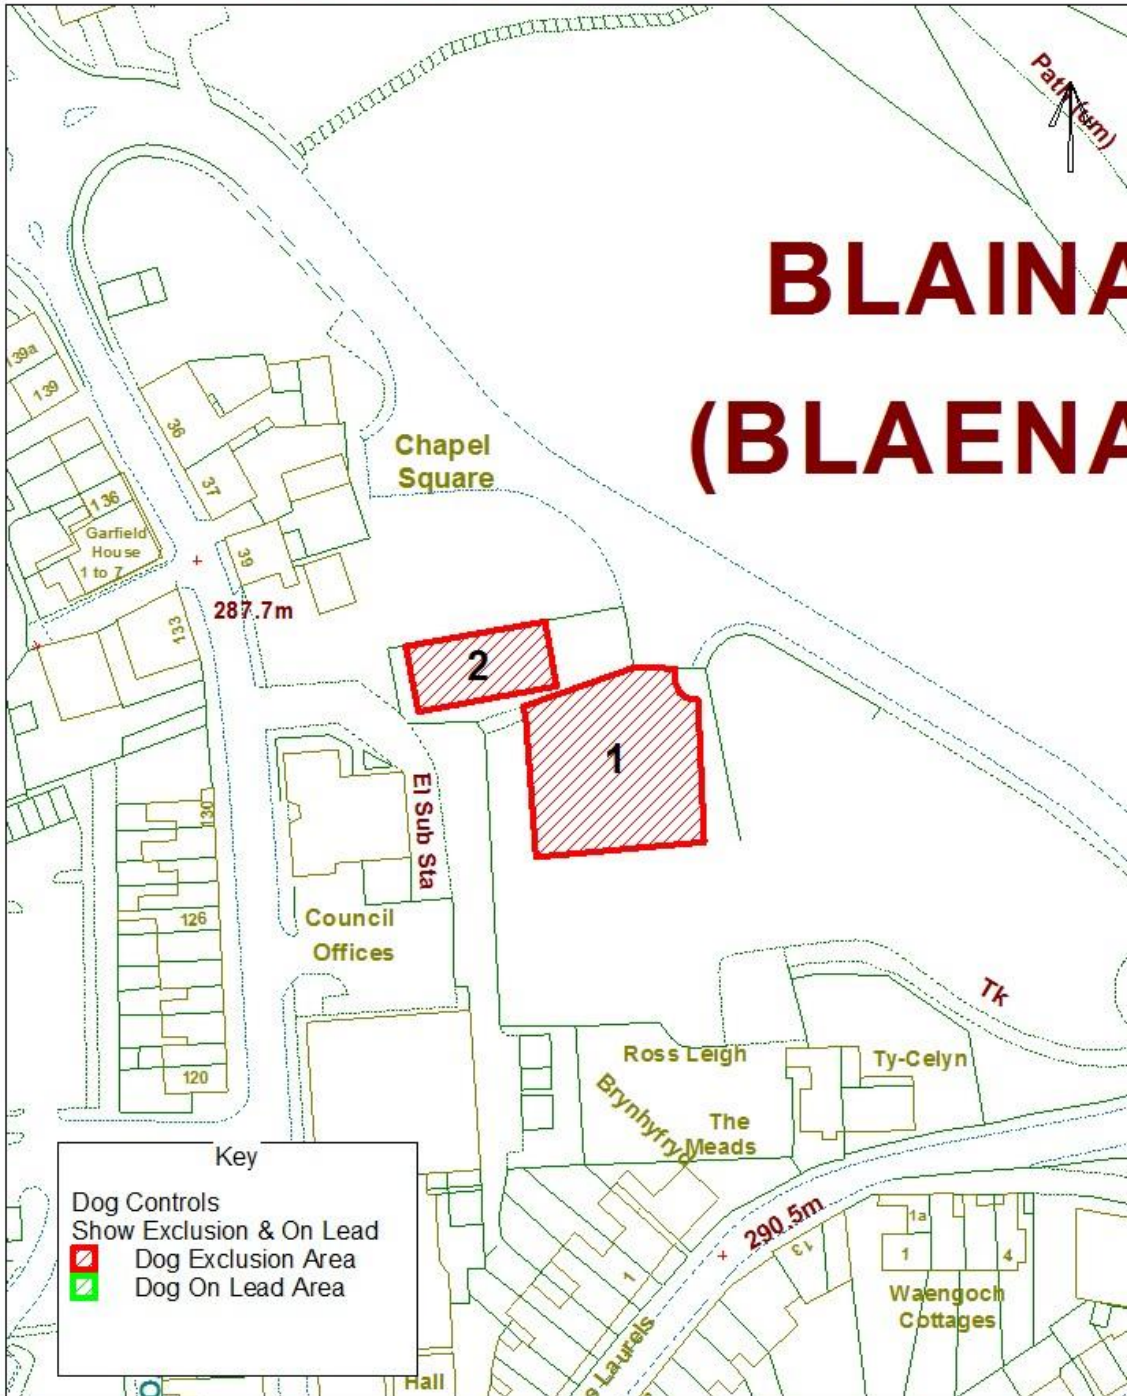 Path (um)
BLAINA
(BLAENA
139a
139
36
37
Chapel
Square
136
Garfield
House
1 to 7
39
287.7m
133
2
1
El Sub Sta
130
Council
Offices
126
Tk
120
Ross Leigh
Ty-Celyn
Brynhyfryd
The
Meads
290.5m
13
1a
1
4
1
Waengoch
Cottages
e Laurels
Hall
Key
Dog Controls
Show Exclusion & On Lead
Dog Exclusion Area
Dog On Lead Area